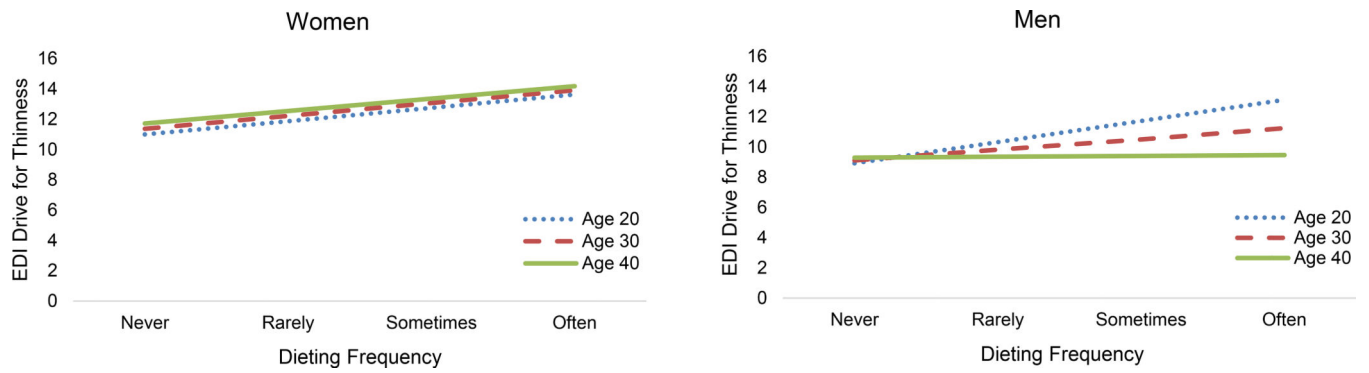 Women
16
14
12
10
8
6
4
2
0
EDI Drive for Thinness
Age 20
Age 30
Age 40
Never Rarely Sometimes Often
Dieting Frequency
Men
16
14
12
10
8
6
4
2
0
EDI Drive for Thinness
Age 20
Age 30
Age 40
Never Rarely Sometimes Often
Dieting Frequency